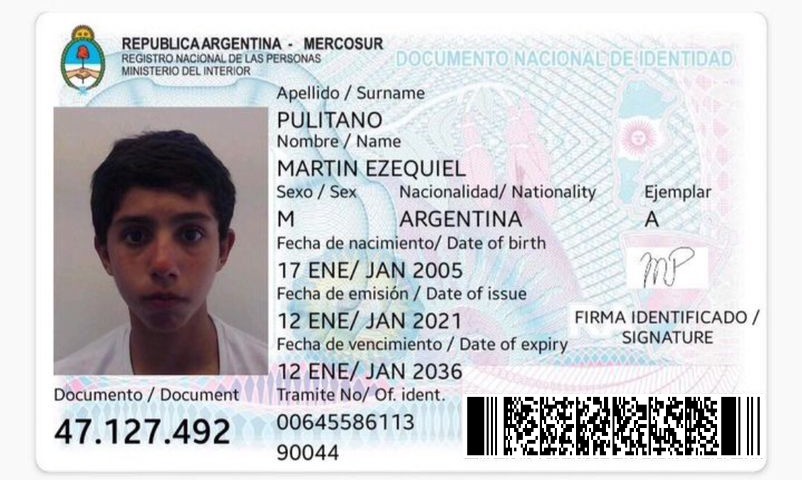 REPUBLICA ARGENTINA - MERCOSUR
REGISTRO NACIONAL DE LAS PERSONAS
MINISTERIO DEL INTERIOR
DOCUMENTO NACIONAL DE IDENTIDAD
Apellido / Surname
PULITANO
Nombre / Name
MARTIN EZEQUIEL
Sexo / Sex Nacionalidad/ Nationality Ejemplar
M ARGENTINA A
Fecha de nacimiento/ Date of birth
17 ENE/ JAN 2005
Fecha de emisión / Date of issue
12 ENE/ JAN 2021
Fecha de vencimiento / Date of expiry
12 ENE/ JAN 2036
FIRMA IDENTIFICADO /
SIGNATURE
MP
Documento / Document
47.127.492
Tramite No/ Of. ident.
00645586113
90044